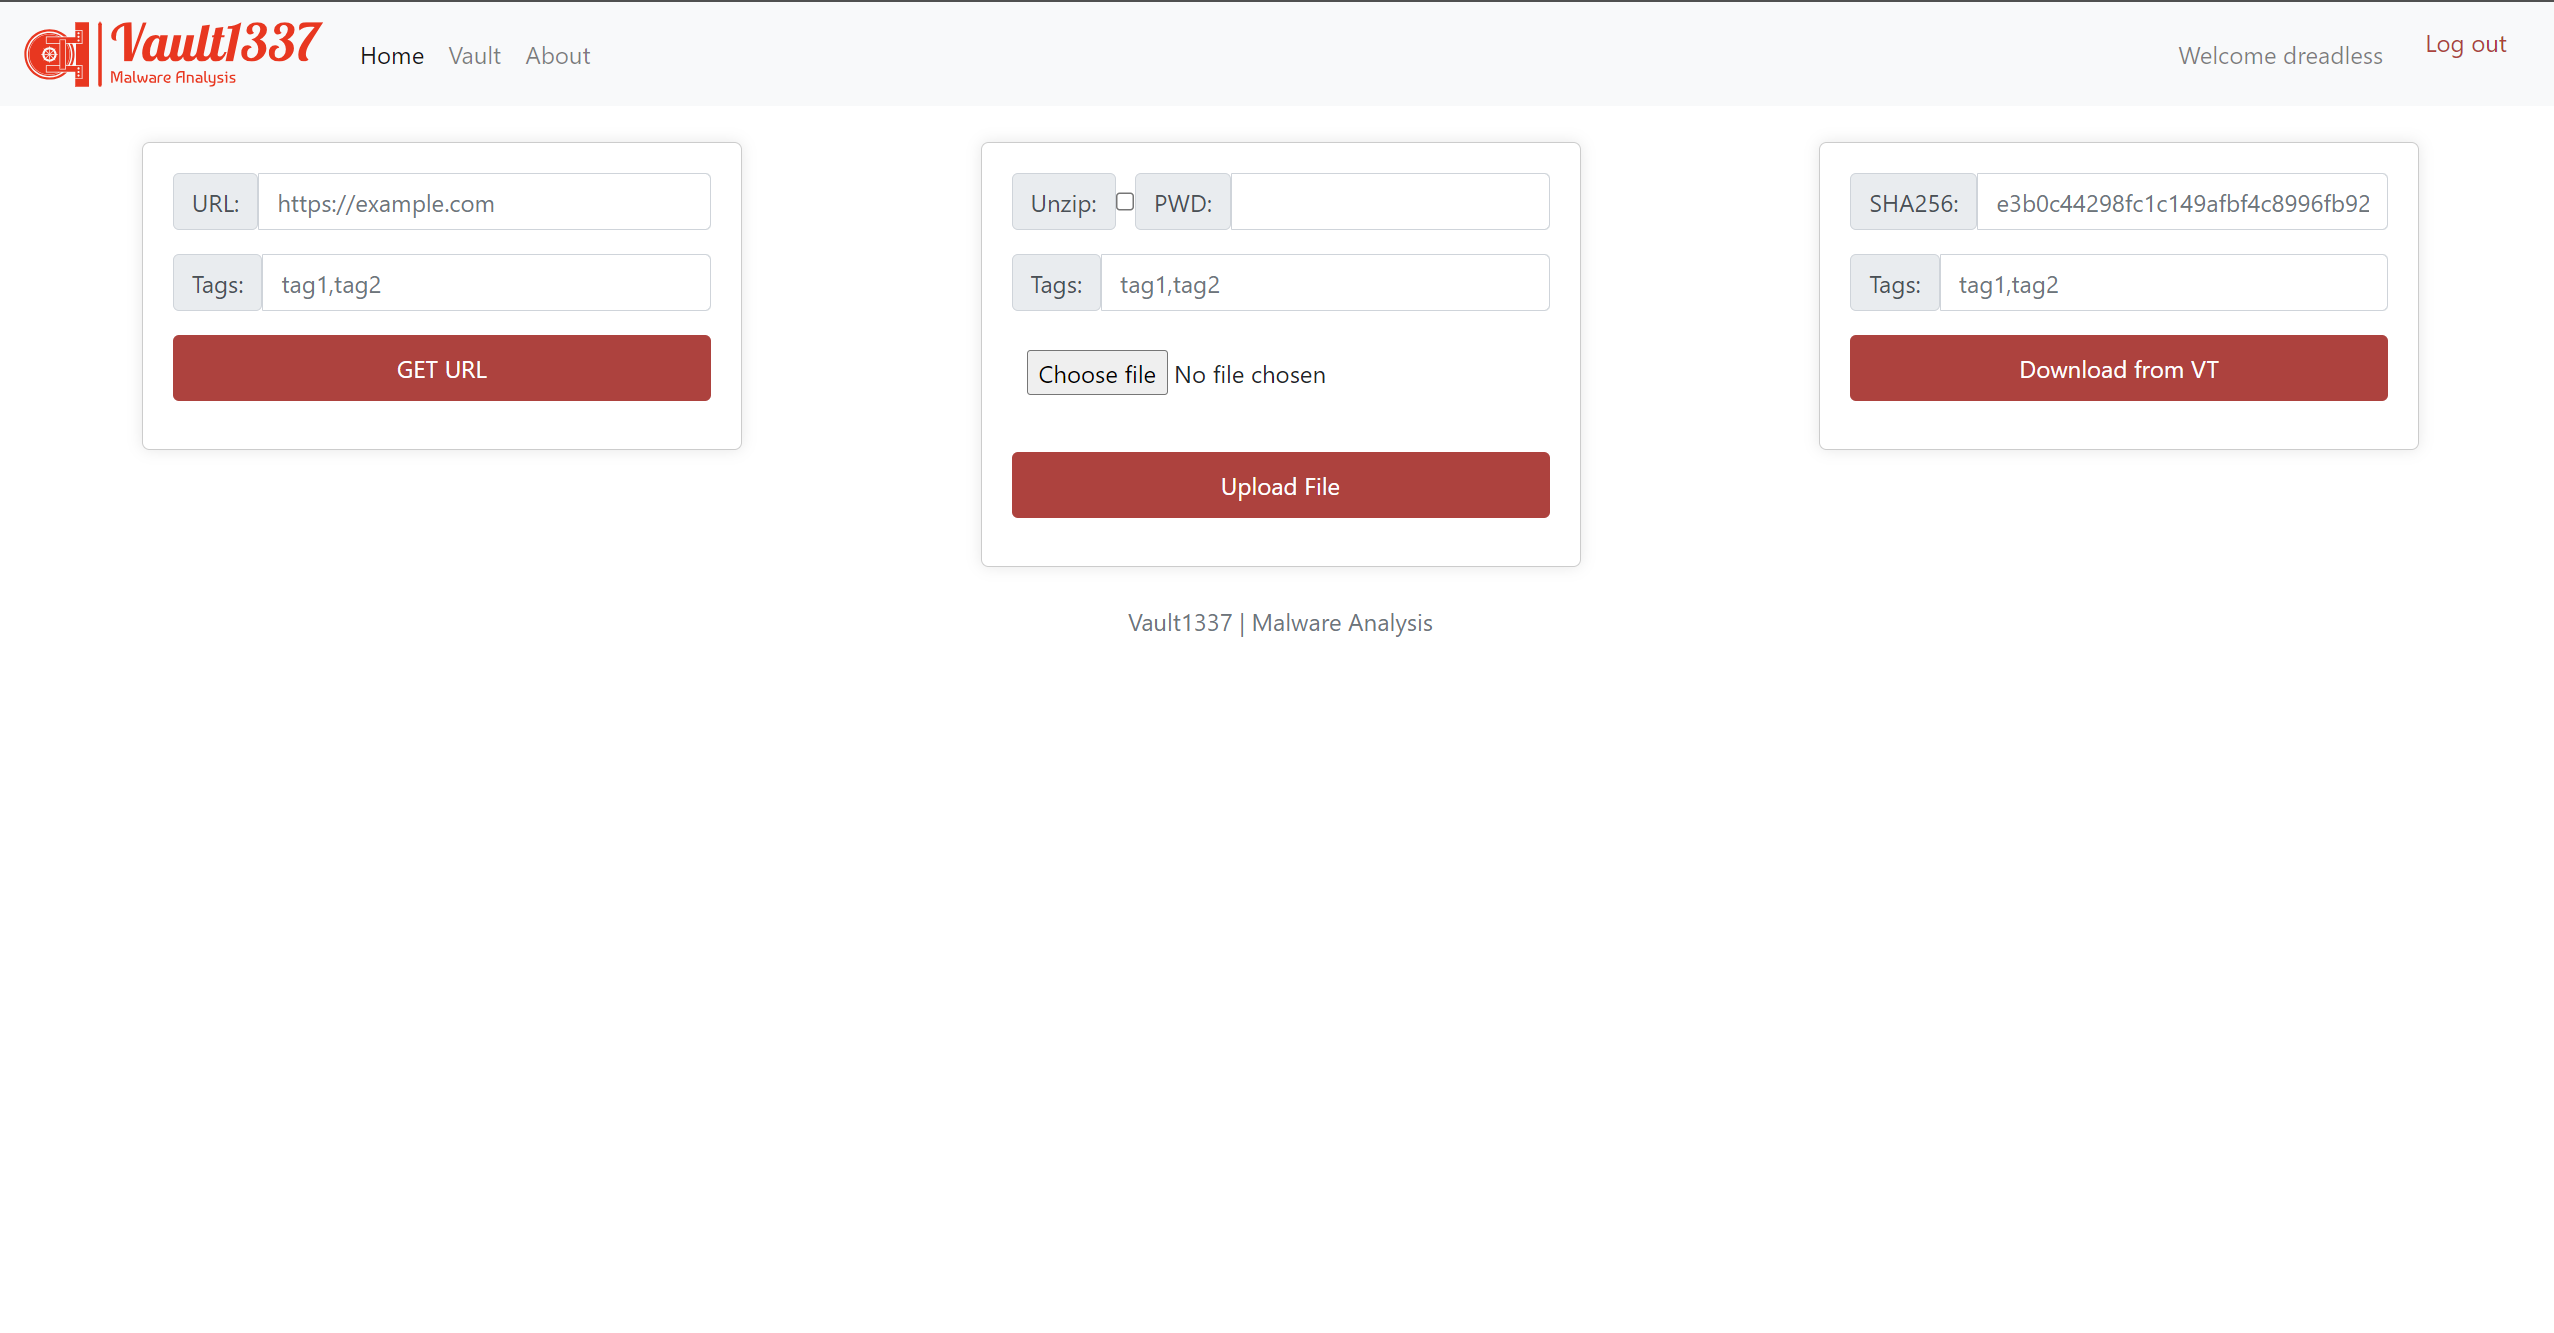 Vault1337
Malware Analysis
Home Vault About
Welcome dreadless
Log out
URL: https://example.com
Tags: tag1,tag2
GET URL
Unzip: PWD:
Tags: tag1,tag2
Choose file No file chosen
Upload File
SHA256: e3b0c44298fc1c149afbf4c8996fb92
Tags: tag1,tag2
Download from VT
Vault1337 | Malware Analysis